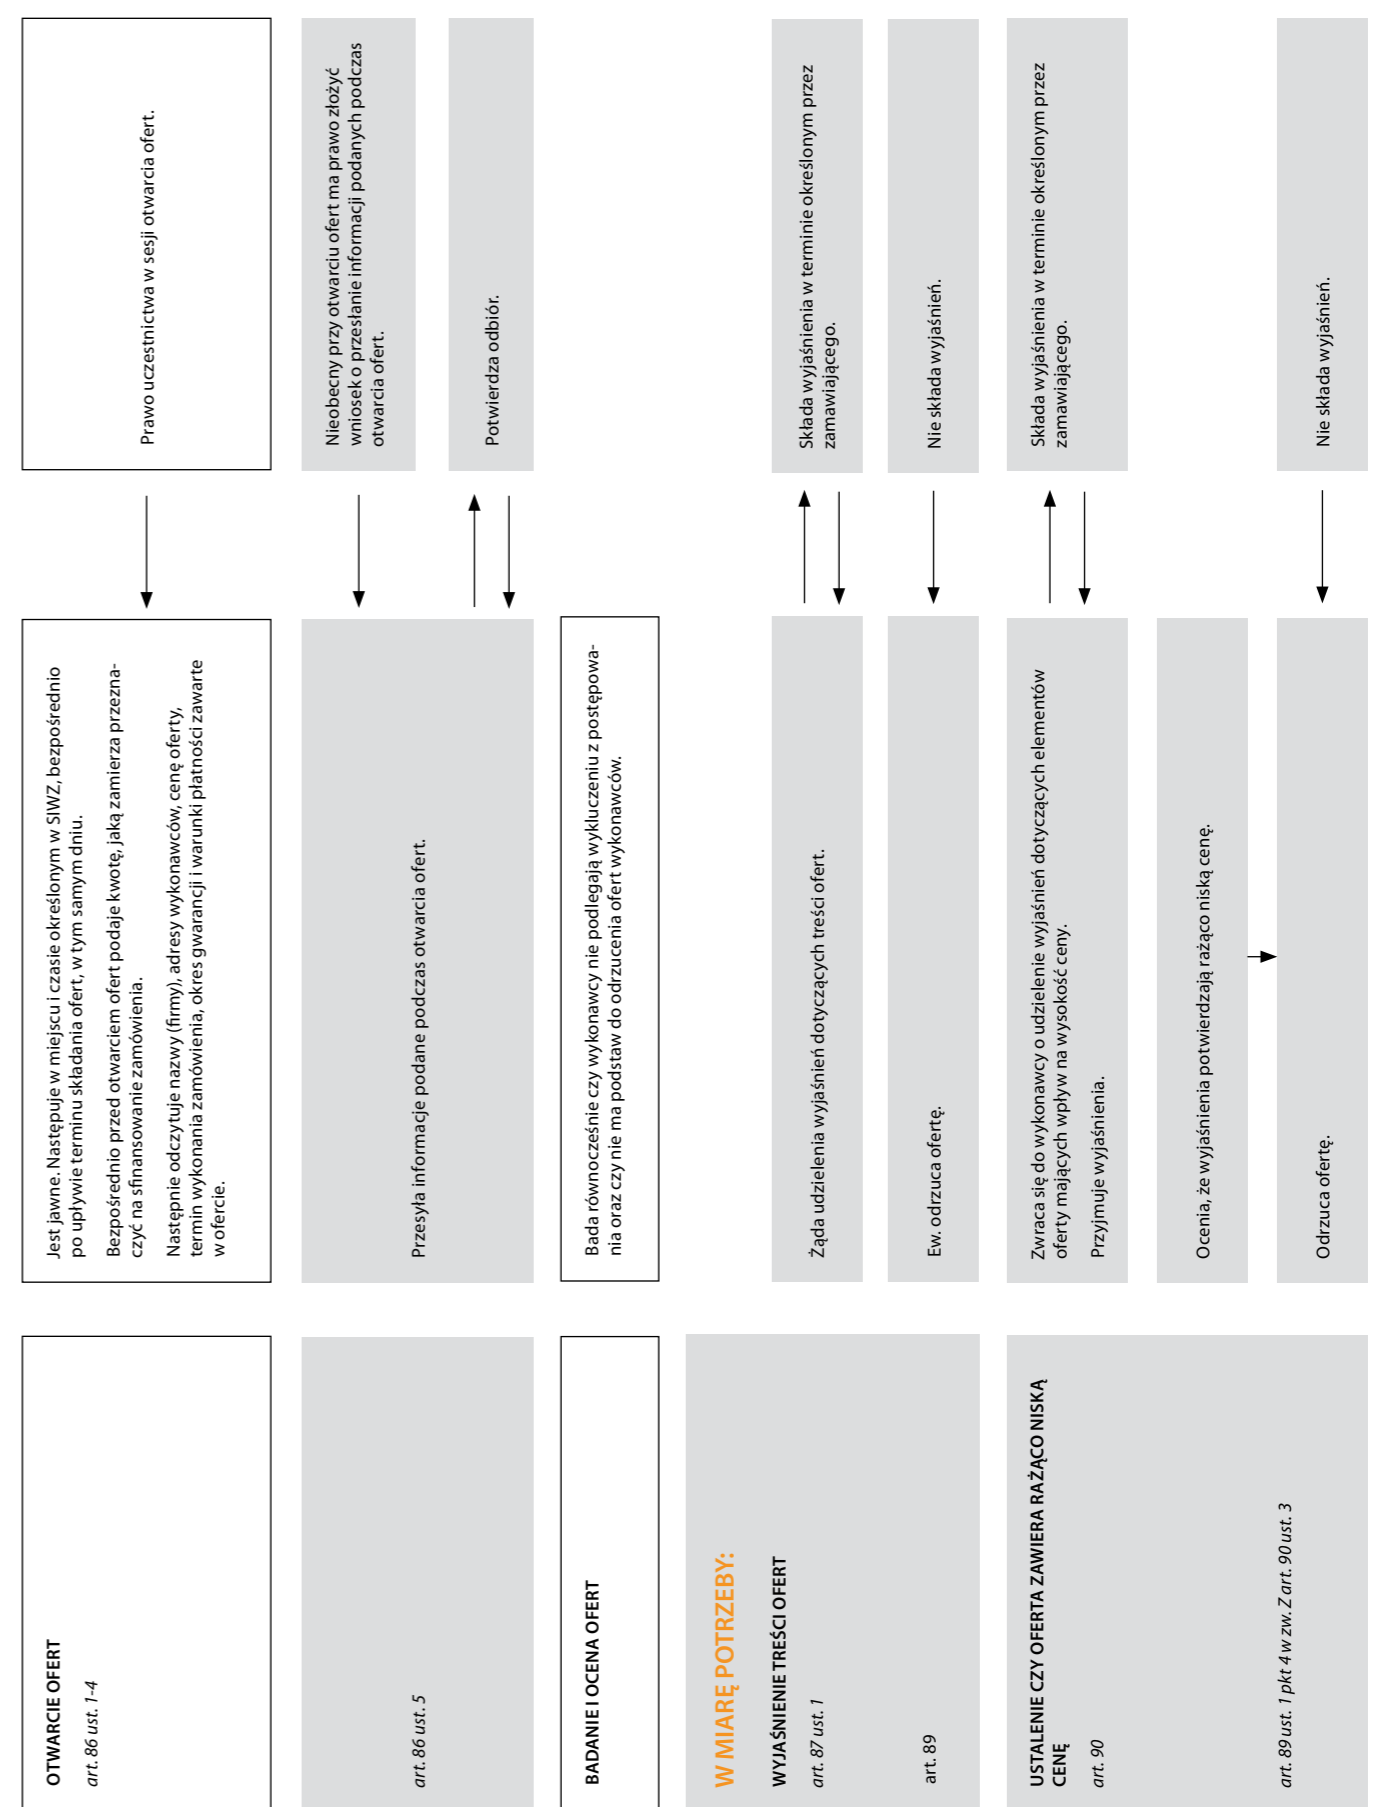 OTWARCIE OFERT
art. 86 ust. 1-4
Jest jawne. Następuje w miejscu i czasie określonym w SIWZ, bezpośrednio
po upływie terminu składania ofert, w tym samym dniu.
Bezpośrednio przed otwarciem ofert podaje kwotę, jaką zamierza przezna-
czyć na sfinansowanie zamówienia.
Następnie odczytuje nazwy (firmy), adresy wykonawców, cenę oferty,
termin wykonania zamówienia, okres gwarancji i warunki płatności zawarte
w ofercie.
Prawo uczestnictwa w sesji otwarcia ofert.
art. 86 ust. 5
Przesyła informacje podane podczas otwarcia ofert.
Nieobecny przy otwarciu ofert ma prawo złożyć
wniosek o przesłanie informacji podanych podczas
otwarcia ofert.
Potwierdza odbiór.
BADANIE I OCENA OFERT
Bada równocześnie czy wykonawcy nie podlegają wykluczeniu z postępowa-
nia oraz czy nie ma podstaw do odrzucenia ofert wykonawców.
W MIARĘ POTRZEBY:
WYJAŚNIENIE TREŚCI OFERT
art. 87 ust. 1
Żąda udzielenia wyjaśnień dotyczących treści ofert.
Składa wyjaśnienia w terminie określonym przez
zamawiającego.
art. 89
Ew. odrzuca ofertę.
Nie składa wyjaśnień.
USTALENIE CZY OFERTA ZAWIERA RAŻĄCO NISKĄ
CENĘ
art. 90
Zwraca się do wykonawcy o udzielenie wyjaśnień dotyczących elementów
oferty mających wpływ na wysokość ceny.
Przyjmuje wyjaśnienia.
Składa wyjaśnienia w terminie określonym przez
zamawiającego.
Ocenia, że wyjaśnienia potwierdzają rażąco niską cenę.
art. 89 ust. 1 pkt 4 w zw. Z art. 90 ust. 3
Odrzuca ofertę.
Nie składa wyjaśnień.